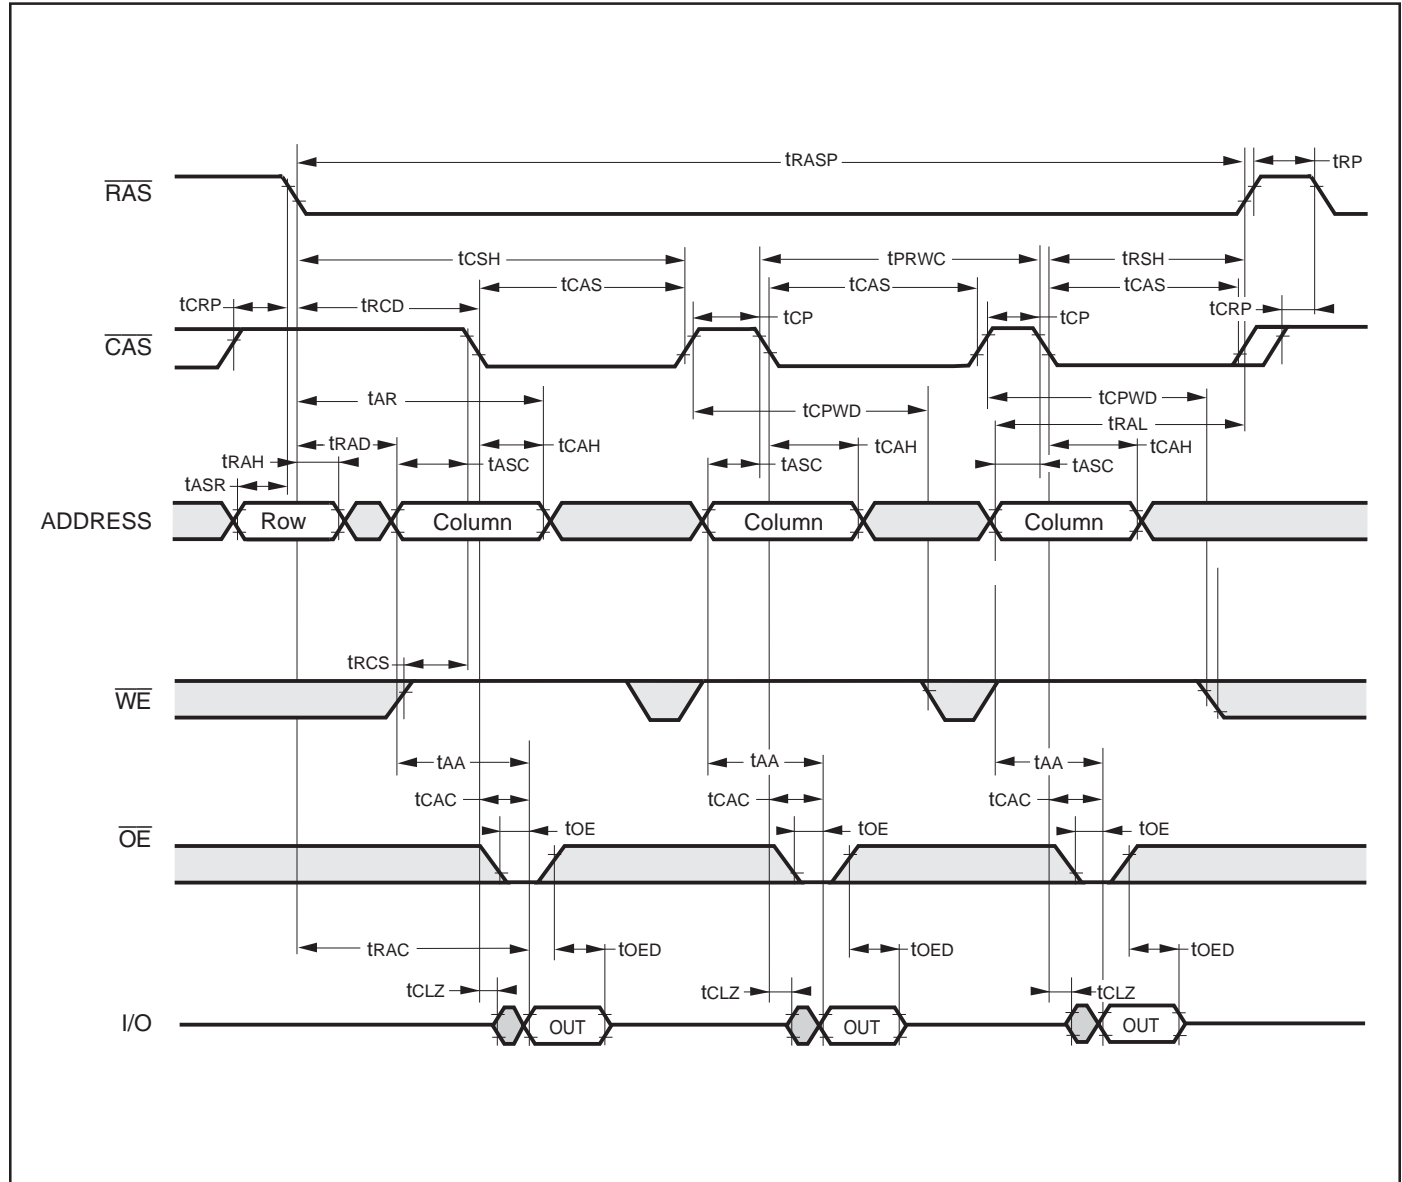 tRASP
tRP
RAS
tCSH
tPRWC
tRSH
tCAS
tCAS
tCAS
tCRP
tRCD
tCP
tCP
tCRP
CAS
tAR
tCPWD
tCPWD
tRAL
tRAD
tCAH
tCAH
tCAH
tRAH
tASC
tASC
tASC
tASR
ADDRESS
Row
Column
Column
Column
tRCS
WE
tAA
tAA
tAA
tCAC
tCAC
tCAC
OE
tOE
tOE
tOE
tRAC
tOED
tOED
tOED
tCLZ
tCLZ
tCLZ
I/O
OUT
OUT
OUT